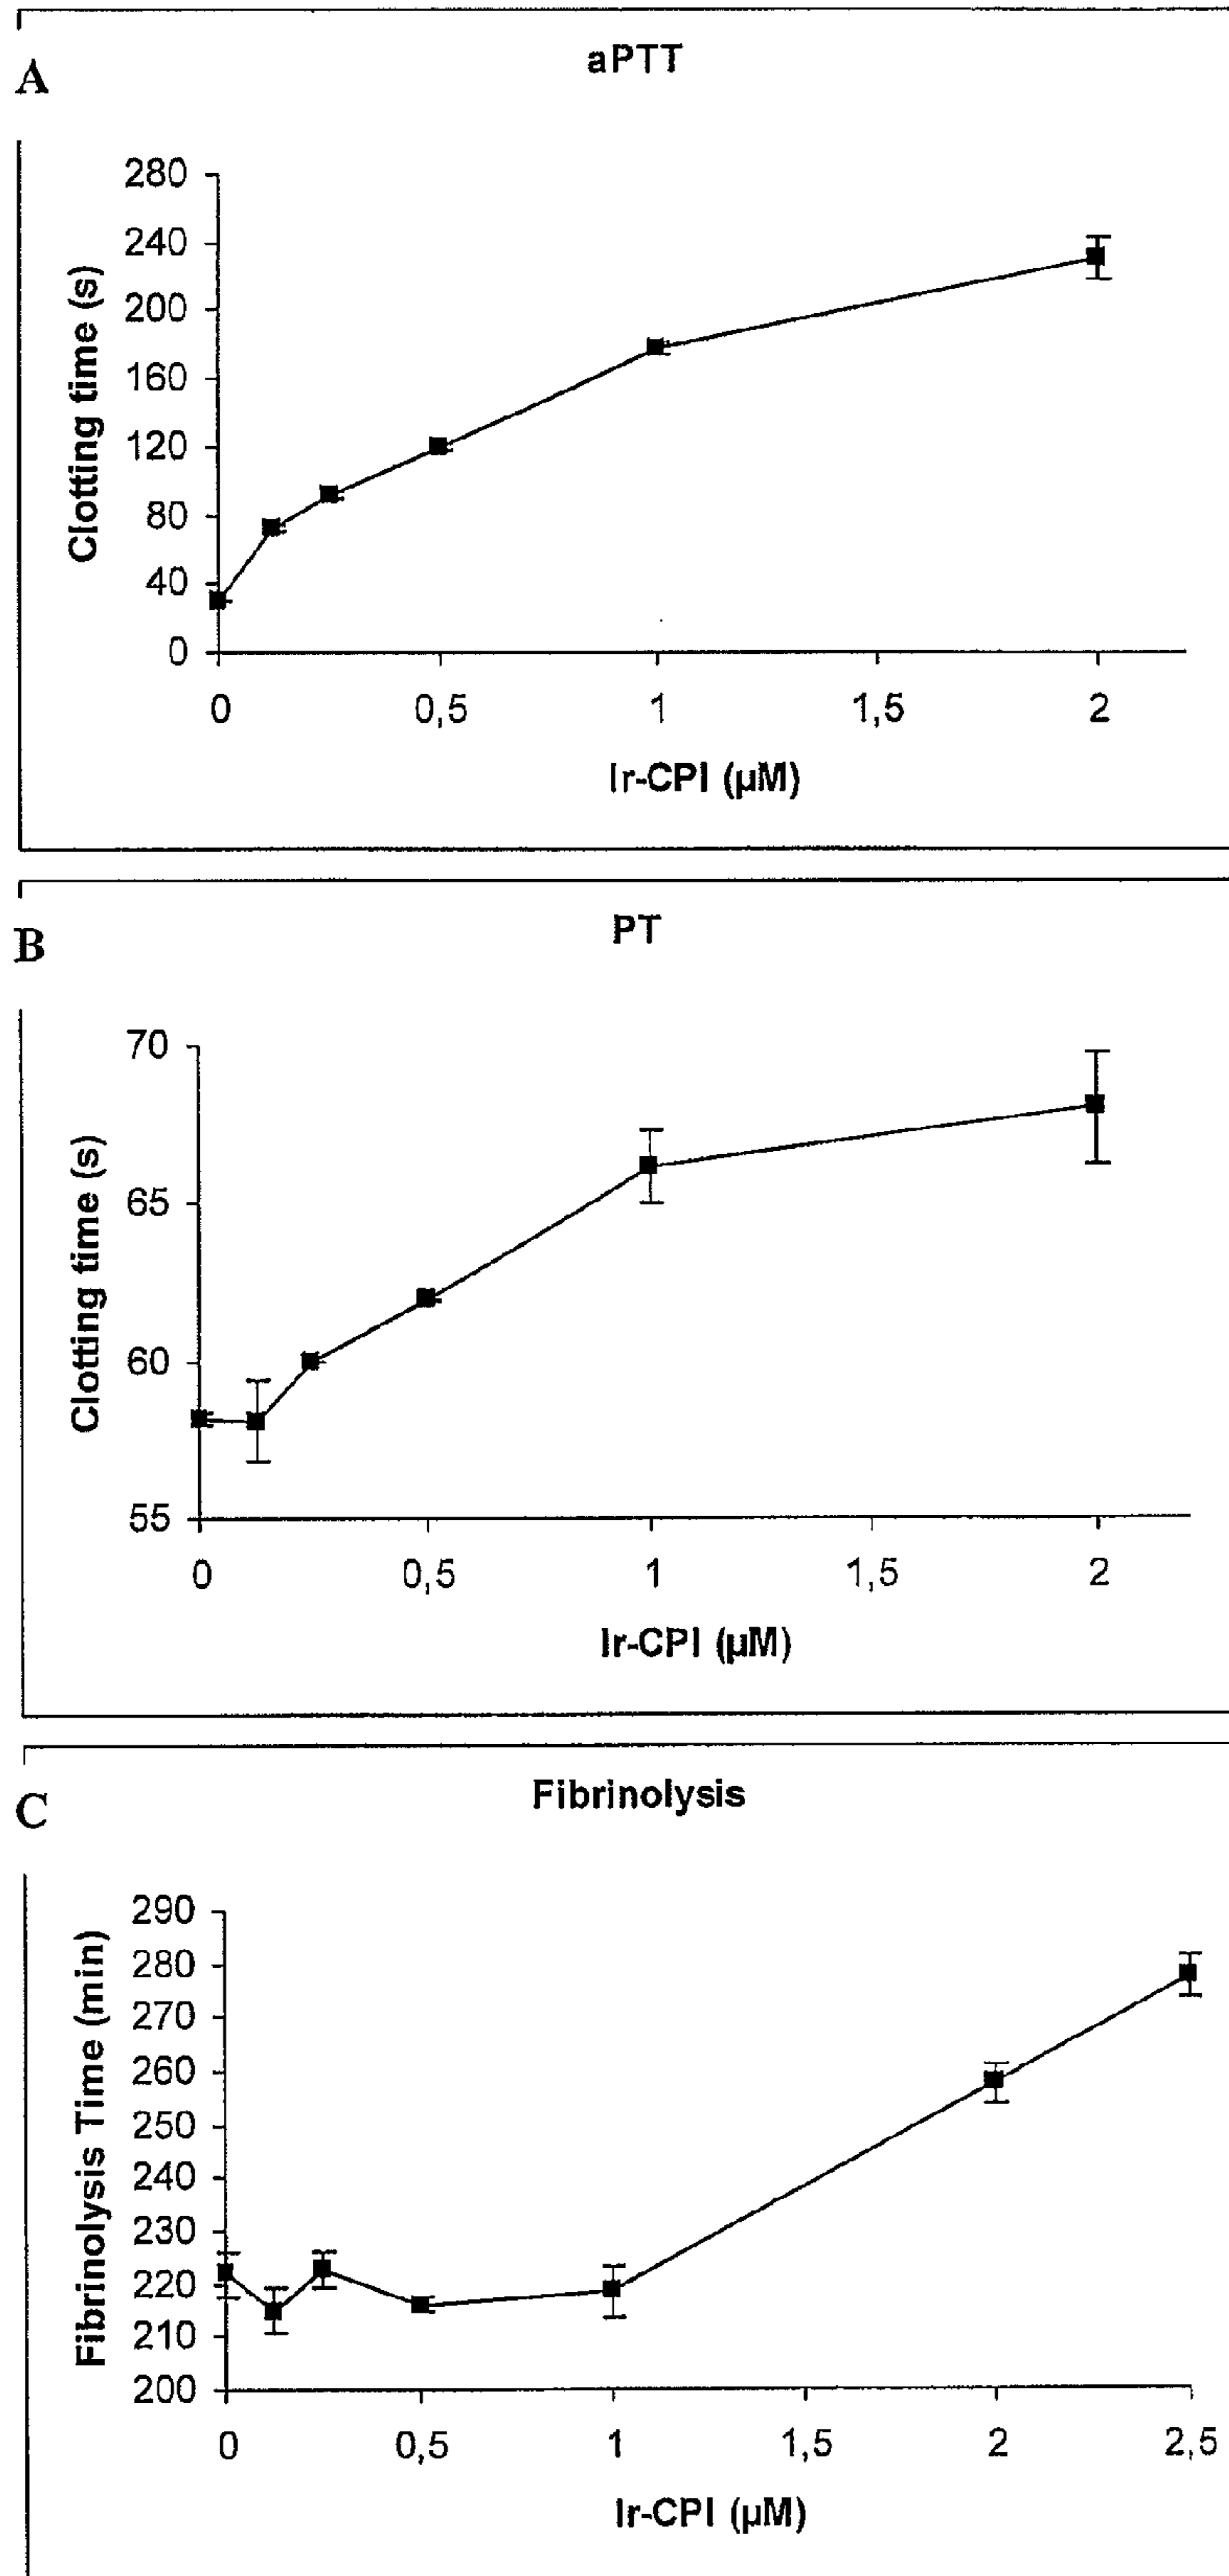 A
aPTT
Clotting time (s)
280
240
200
160
120
80
40
0
0 0,5 1 1,5 2
Ir-CPI (µM)
B
PT
Clotting time (s)
70
65
60
55
0 0,5 1 1,5 2
Ir-CPI (µM)
C
Fibrinolysis
Fibrinolysis Time (min)
290
280
270
260
250
240
230
220
210
200
0 0,5 1 1,5 2 2,5
Ir-CPI (µM)